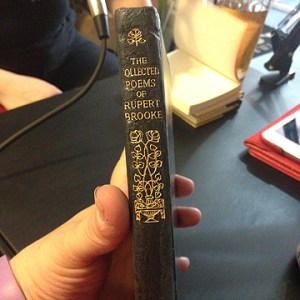 THE
COLLECTED
POEMS
OF
RUPERT
BROOKE